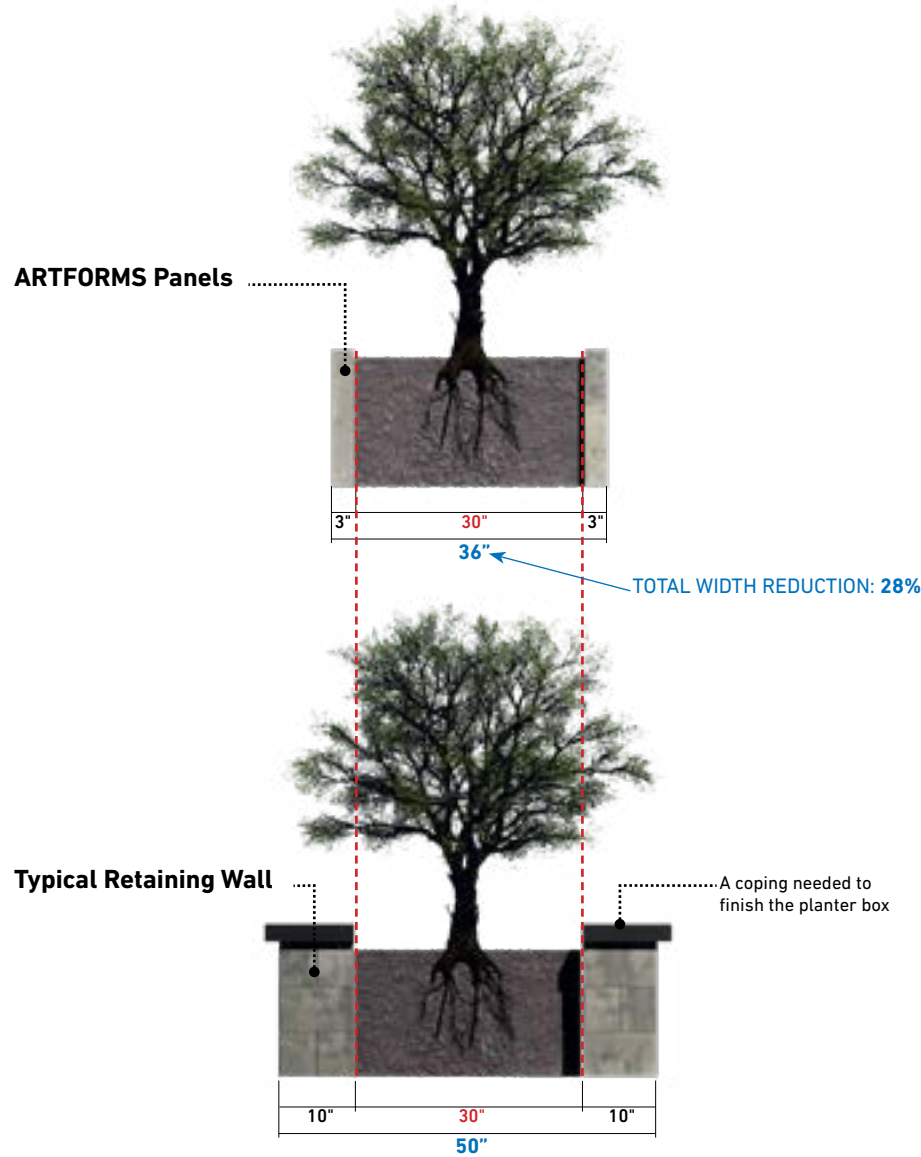 ARTFORMS Panels
3" 30" 3"
36”
TOTAL WIDTH REDUCTION: 28%
Typical Retaining Wall
A coping needed to
finish the planter box
10" 30" 10"
50”